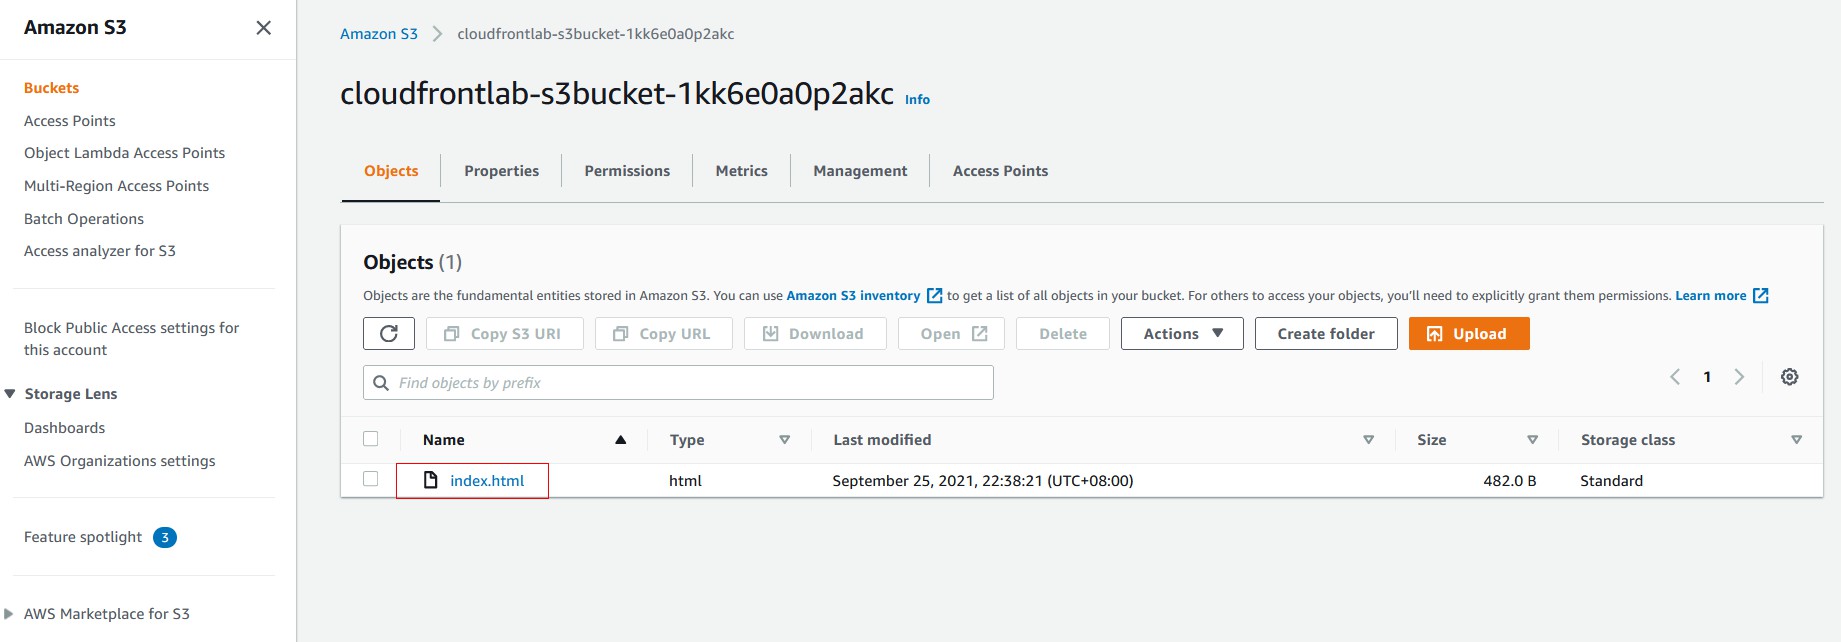 Amazon S3
Buckets
Access Points
Object Lambda Access Points
Multi-Region Access Points
Batch Operations
Access analyzer for S3
Block Public Access settings for
this account
Storage Lens
Dashboards
AWS Organizations settings
Feature spotlight 3
AWS Marketplace for S3
Amazon S3 cloudfrontlab-s3bucket-1kk6e0a0p2akc
cloudfrontlab-s3bucket-1kk6e0a0p2akc Info
Objects Properties Permissions Metrics Management Access Points
Objects (1)
Objects are the fundamental entities stored in Amazon S3. You can use Amazon S3 inventory to get a list of all objects in your bucket. For others to access your objects, you'll need to explicitly grant them permissions. Learn more
Copy S3 URI Copy URL Download Open Delete Actions Create folder Upload
Find objects by prefix 1
Name Type Last modified Size Storage class
index.html html September 25, 2021, 22:38:21 (UTC+08:00) 482.0 B Standard